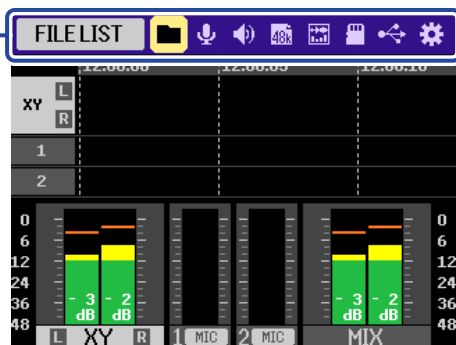 FILE LIST 48k
12:00:00 12:00:05 12:00:10
XY L
R
1
2
0 0
6 6
12 12
24 24
36 - 3 - 2 - 3 - 2 36
dB dB dB dB
48 48
L XY R 1 MIC 2 MIC MIX